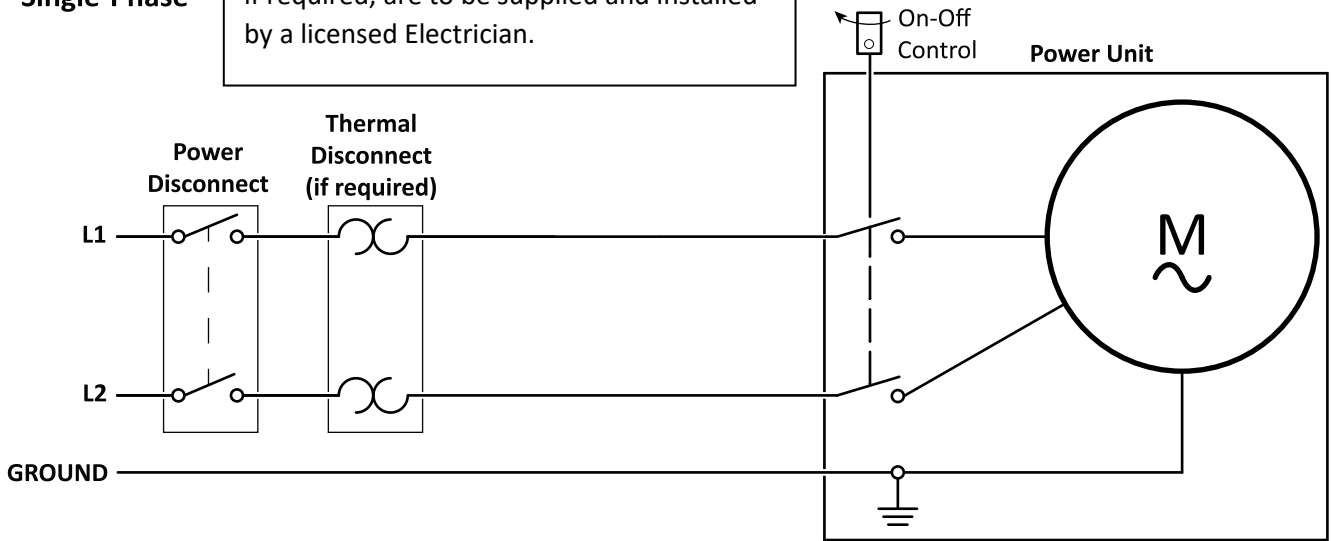 Single-Phase
if required, are to be supplied and installed
by a licensed Electrician.
On-Off
Control
Power Unit
Thermal
Disconnect
(if required)
Power
Disconnect
L1
M
L2
GROUND